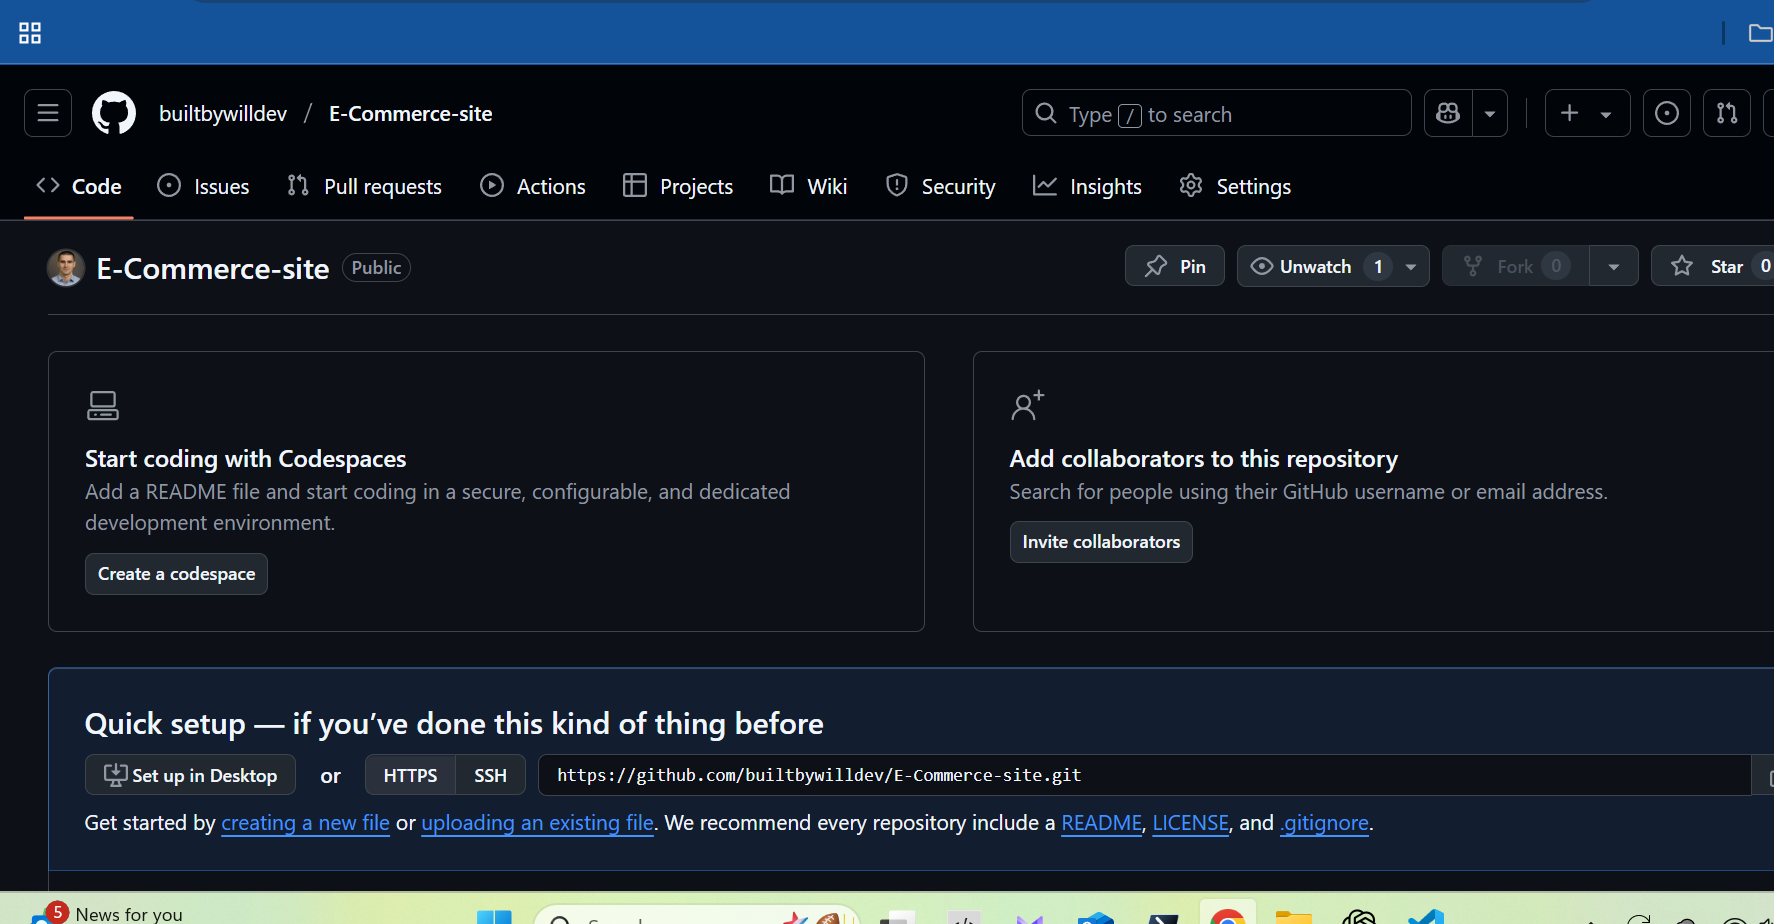 builtbywilldev / E-Commerce-site
Type / to search
Code Issues Pull requests Actions Projects Wiki Security Insights Settings
E-Commerce-site Public
Pin Unwatch 1 Fork 0 Star 0
Start coding with Codespaces
Add a README file and start coding in a secure, configurable, and dedicated
development environment.
Create a codespace
Add collaborators to this repository
Search for people using their GitHub username or email address.
Invite collaborators
Quick setup — if you’ve done this kind of thing before
Set up in Desktop or HTTPS SSH https://github.com/builtbywilldev/E-Commerce-site.git
Get started by creating a new file or uploading an existing file. We recommend every repository include a README, LICENSE, and .gitignore.
5 News for you